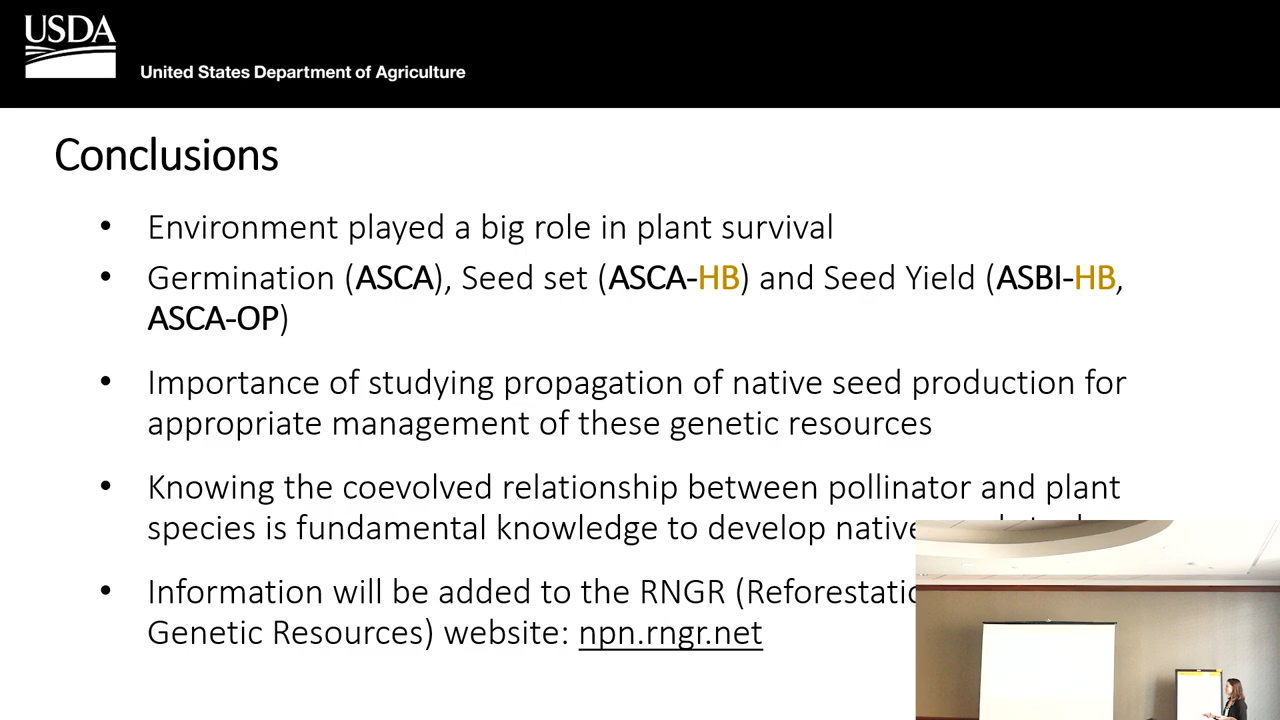 USDA
United States Department of Agriculture
Conclusions
• Environment played a big role in plant survival
• Germination (ASCA), Seed set (ASCA-HB) and Seed Yield (ASBI-HB,
ASCA-OP)
• Importance of studying propagation of native seed production for
appropriate management of these genetic resources
• Knowing the coevolved relationship between pollinator and plant
species is fundamental knowledge to develop native
• Information will be added to the RNGR (
Genetic Resources) website: npn.rngr.net